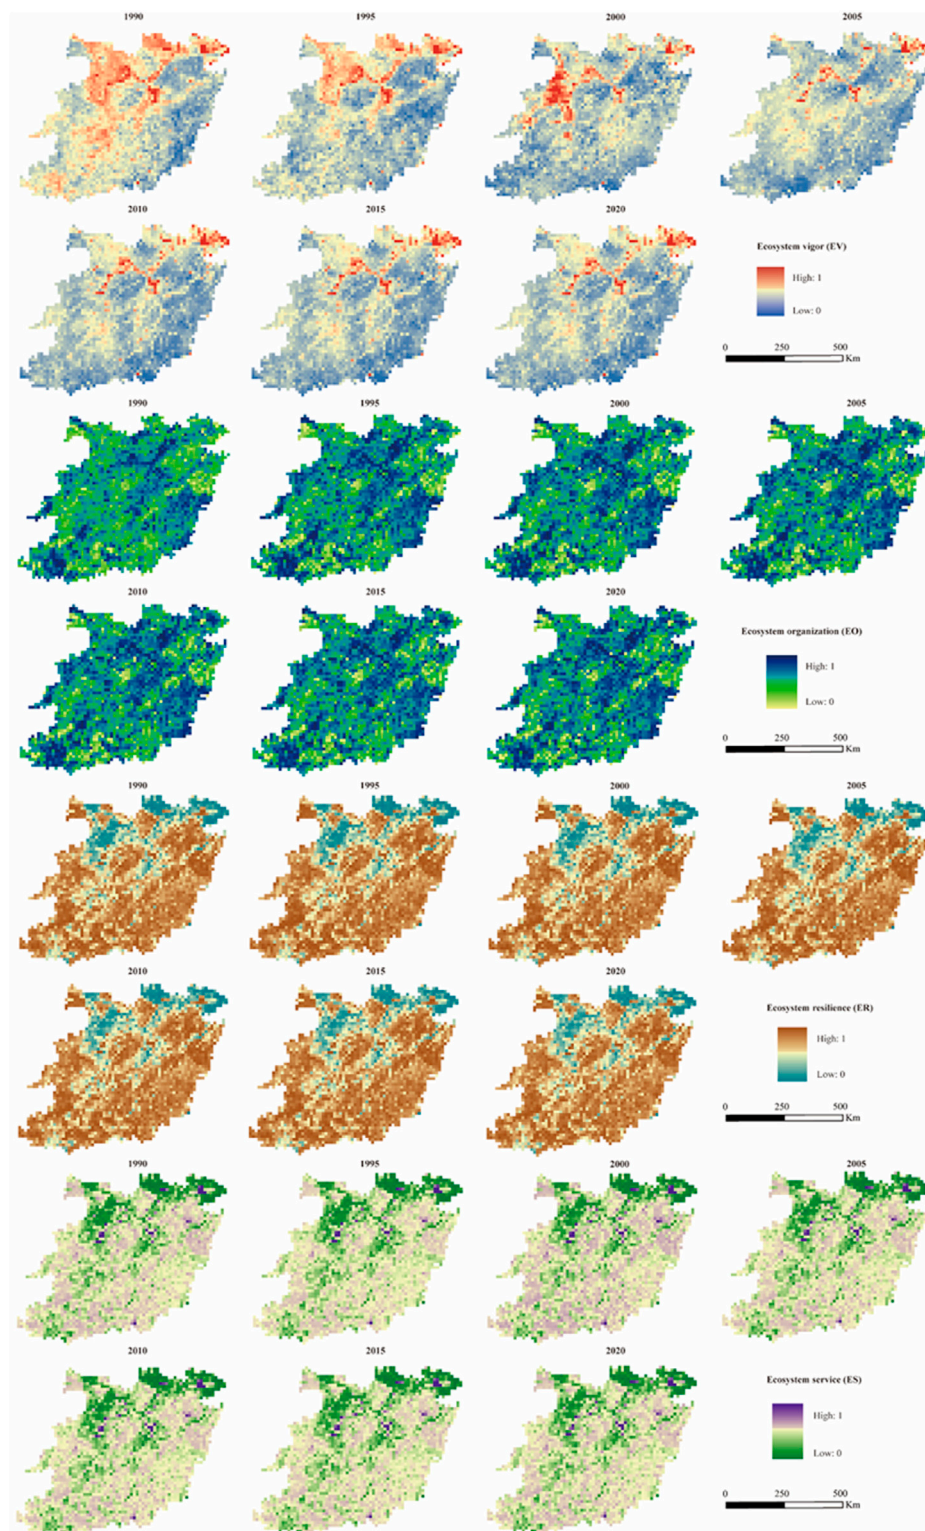 1990 1995 2000 2005
2010 2015 2020
Ecosystem vigor (EV)
High: 1
Low: 0
0 250 500
Km
1990 1995 2000 2005
2010 2015 2020
Ecosystem organization (EO)
High: 1
Low: 0
0 250 500
Km
1990 1995 2000 2005
2010 2015 2020
Ecosystem resilience (ER)
High: 1
Low: 0
0 250 500
Km
1990 1995 2000 2005
2010 2015 2020
Ecosystem service (ES)
High: 1
Low: 0
0 250 500
Km